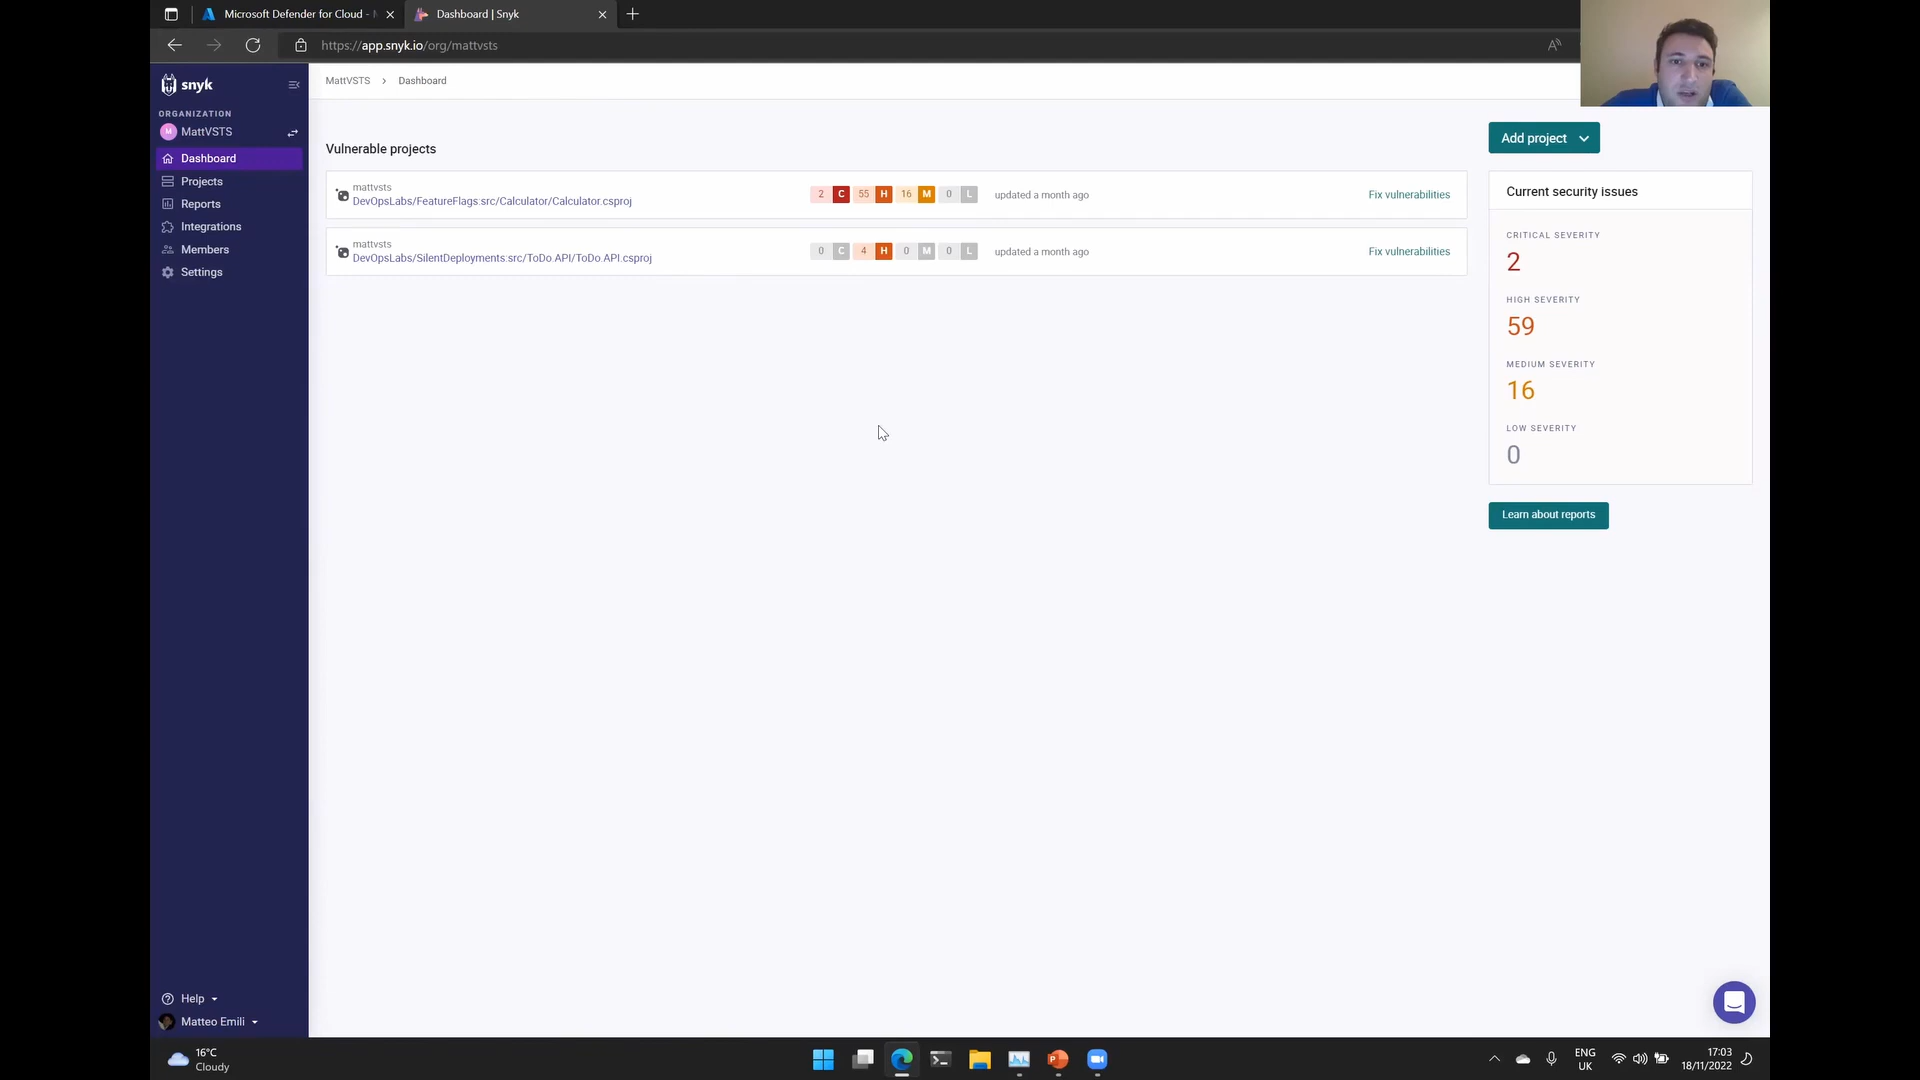 Microsoft Defender for Cloud -
Dashboard | Snyk
https://app.snyk.io/org/mattvsts
snyk
MattVSTS > Dashboard
ORGANIZATION
M MattVSTS
Dashboard
Projects
Reports
Integrations
Members
Settings
Add project
Vulnerable projects
mattvsts
DevOpsLabs/FeatureFlags:src/Calculator/Calculator.csproj
2 C 55 H 16 M 0 L
updated a month ago
Fix vulnerabilities
mattvsts
DevOpsLabs/SilentDeployments:src/ToDo.API/ToDo.API.csproj
0 C 4 H 0 M 0 L
updated a month ago
Fix vulnerabilities
Current security issues
CRITICAL SEVERITY
2
HIGH SEVERITY
59
MEDIUM SEVERITY
16
LOW SEVERITY
0
Learn about reports
Help
Matteo Emili
16°C
Cloudy
ENG
UK
17:03
18/11/2022